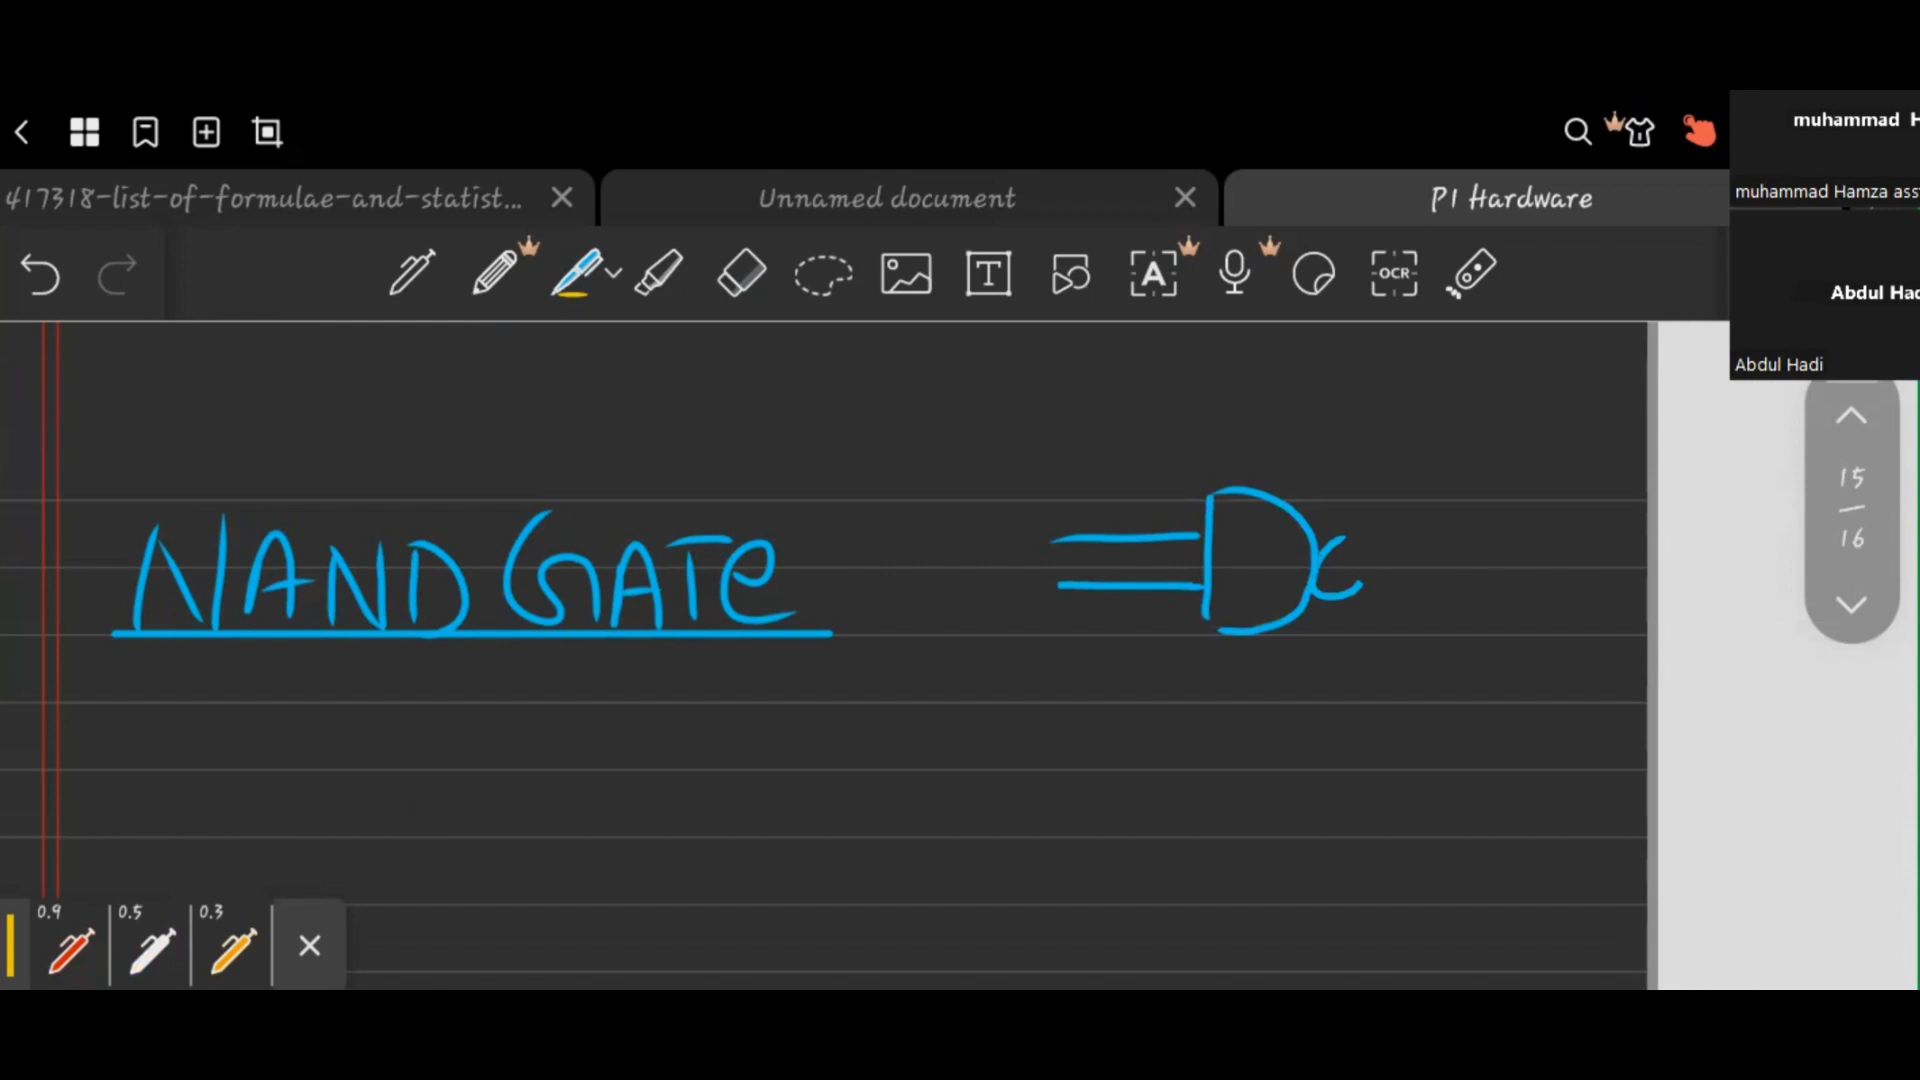 muhammad H
muhammad Hamza ass
417318-list-of-formulae-and-statist...
Unnamed document
P1 Hardware
T
A
OCR
Abdul Had
Abdul Hadi
15
16
NAND GATE
0.9
0.5
0.3